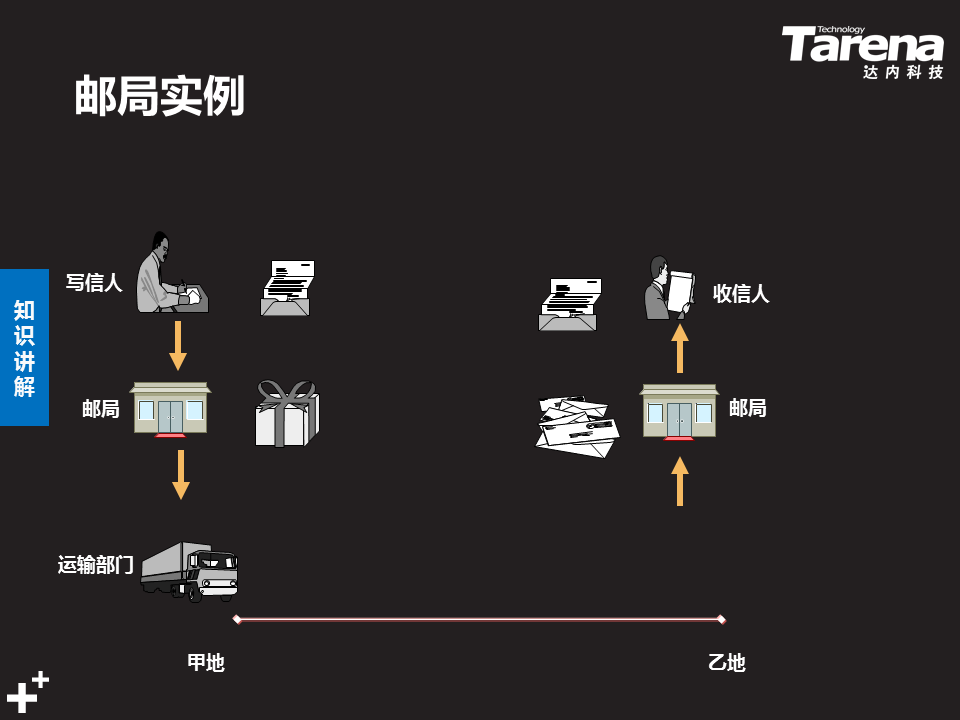 Technology
Tarena
达内科技
邮局实例
知识讲解
写信人
收信人
邮局
邮局
运输部门
甲地
乙地